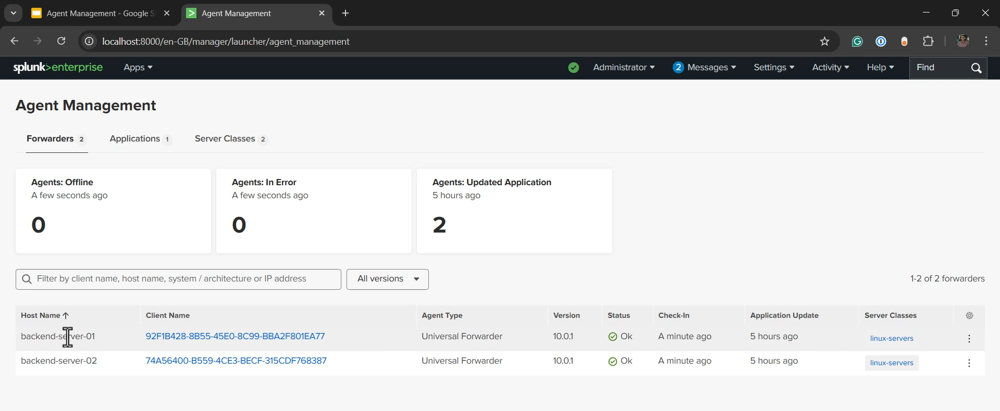 Agent Management - Google S
Agent Management
localhost:8000/en-GB/manager/launcher/agent_management
splunk>enterprise Apps Administrator 2 Messages Settings Activity Help Find
Agent Management
Forwarders 2 Applications 1 Server Classes 2
Agents: Offline
A few seconds ago
0
Agents: In Error
A few seconds ago
0
Agents: Updated Application
5 hours ago
2
Filter by client name, host name, system / architecture or IP address All versions 1-2 of 2 forwarders
Host Name Client Name Agent Type Version Status Check-In Application Update Server Classes
backend-server-01 92F1B428-8B55-45E0-8C99-BBA2F801EA77 Universal Forwarder 10.0.1 Ok A minute ago 5 hours ago linux-servers
backend-server-02 74A56400-B559-4CE3-BECF-315CDF768387 Universal Forwarder 10.0.1 Ok A minute ago 5 hours ago linux-servers